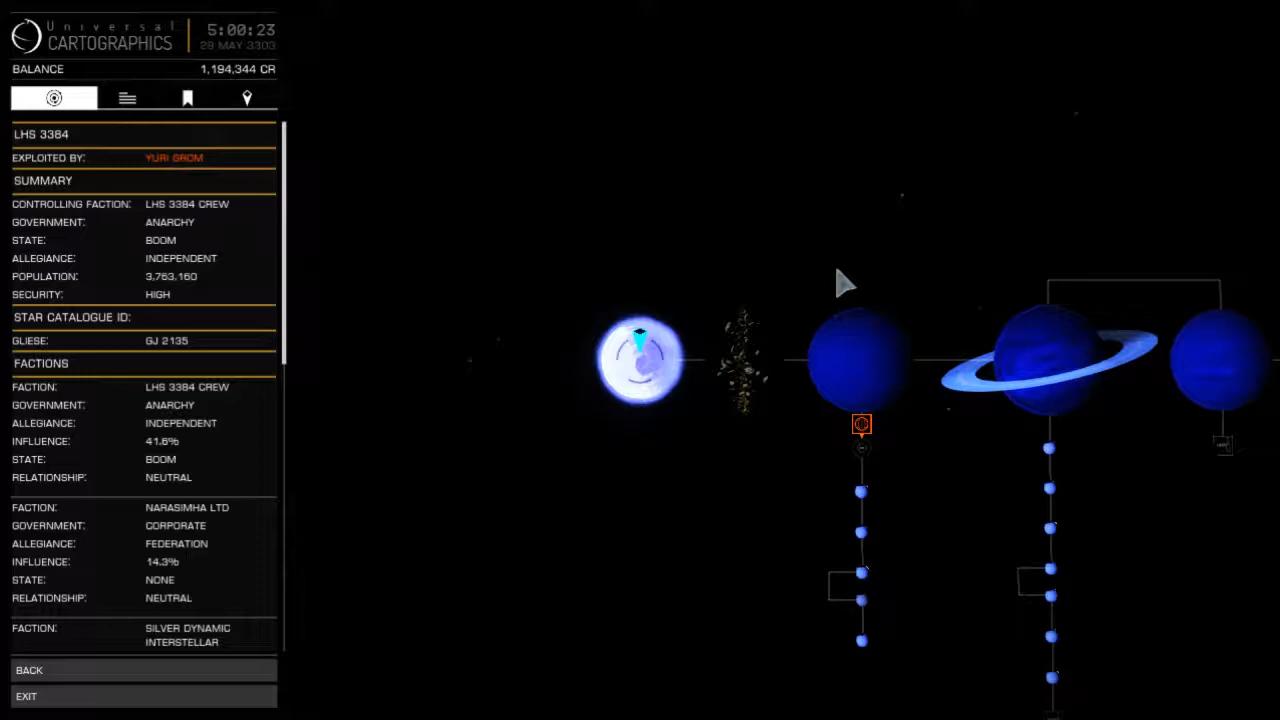 Universal
CARTOGRAPHICS
5:00:23
29 MAY 3303
BALANCE 1,194,344 CR
LHS 3384
EXPLOITED BY: YURI GROM
SUMMARY
CONTROLLING FACTION: LHS 3384 CREW
GOVERNMENT: ANARCHY
STATE: BOOM
ALLEGIANCE: INDEPENDENT
POPULATION: 3,763,160
SECURITY: HIGH
STAR CATALOGUE ID:
GLIESE: GJ 2135
FACTIONS
FACTION: LHS 3384 CREW
GOVERNMENT: ANARCHY
ALLEGIANCE: INDEPENDENT
INFLUENCE: 41.6%
STATE: BOOM
RELATIONSHIP: NEUTRAL
FACTION: NARASIMHA LTD
GOVERNMENT: CORPORATE
ALLEGIANCE: FEDERATION
INFLUENCE: 14.3%
STATE: NONE
RELATIONSHIP: NEUTRAL
FACTION: SILVER DYNAMIC
INTERSTELLAR
BACK
EXIT